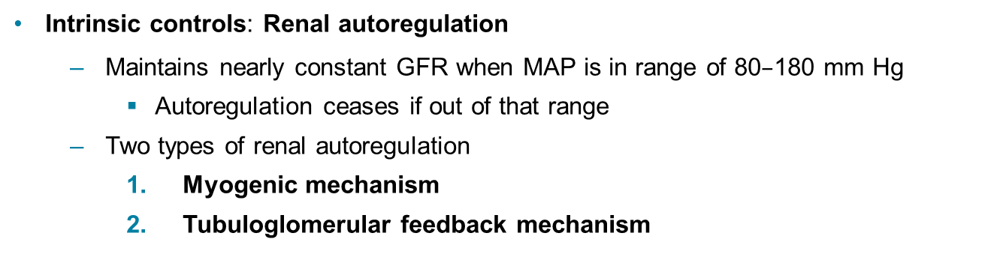 • Intrinsic controls: Renal autoregulation
– Maintains nearly constant GFR when MAP is in range of 80–180 mm Hg
▪ Autoregulation ceases if out of that range
– Two types of renal autoregulation
1. Myogenic mechanism
2. Tubuloglomerular feedback mechanism